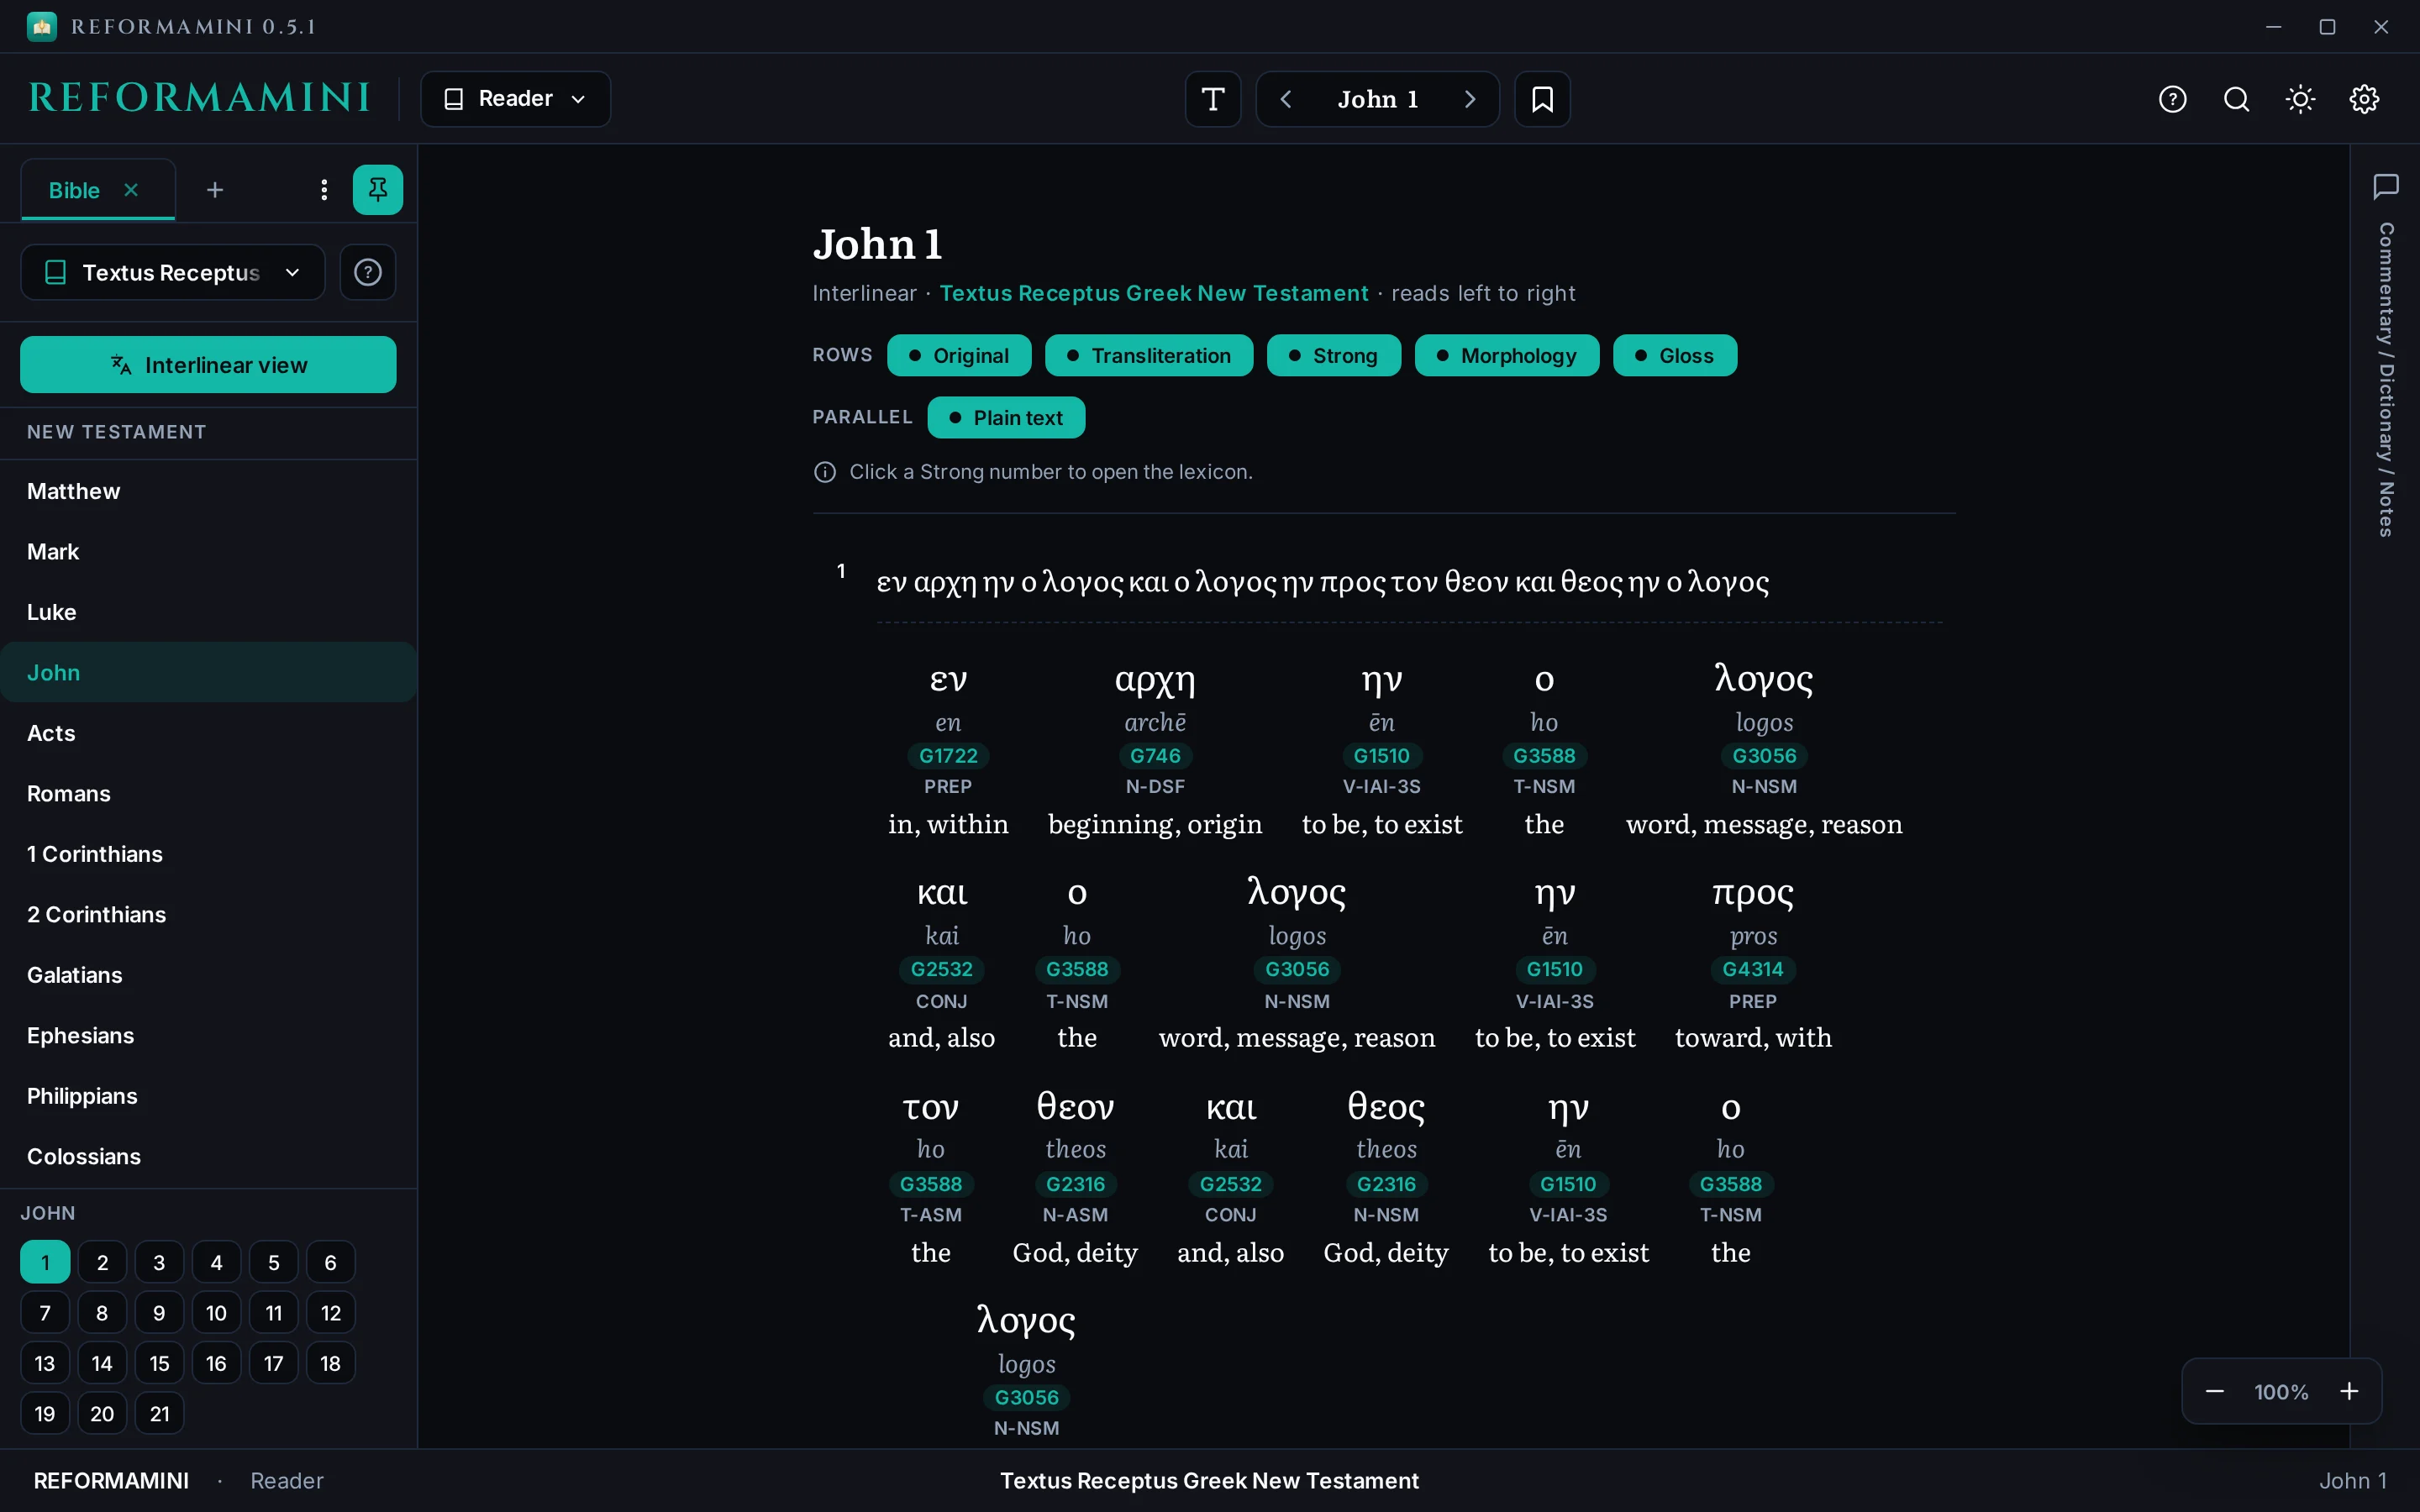 REFORMAMINI 0.5.1
REFORMAMINI
Reader
John 1
Bible
Textus Receptus
Interlinear view
NEW TESTAMENT
Matthew
Mark
Luke
John
Acts
Romans
1 Corinthians
2 Corinthians
Galatians
Ephesians
Philippians
Colossians
JOHN
1 2 3 4 5 6
7 8 9 10 11 12
13 14 15 16 17 18
19 20 21
John 1
Interlinear · Textus Receptus Greek New Testament · reads left to right
ROWS Original Transliteration Strong Morphology Gloss
PARALLEL Plain text
Click a Strong number to open the lexicon.
1 εν αρχη ην ο λογος και ο λογος ην προς τον θεον και θεος ην ο λογος
εν αρχη ην ο λογος
en archē ēn ho logos
G1722 G746 G1510 G3588 G3056
PREP N-DSF V-IAI-3S T-NSM N-NSM
in, within beginning, origin to be, to exist the word, message, reason
και ο λογος ην προς
kai ho logos ēn pros
G2532 G3588 G3056 G1510 G4314
CONJ T-NSM N-NSM V-IAI-3S PREP
and, also the word, message, reason to be, to exist toward, with
τον θεον και θεος ην ο
ho theos kai theos ēn ho
G3588 G2316 G2532 G2316 G1510 G3588
T-ASM N-ASM CONJ N-NSM V-IAI-3S T-NSM
the God, deity and, also God, deity to be, to exist the
λογος
logos
G3056
N-NSM
Commentary / Dictionary / Notes
100%
REFORMAMINI · Reader
Textus Receptus Greek New Testament
John 1